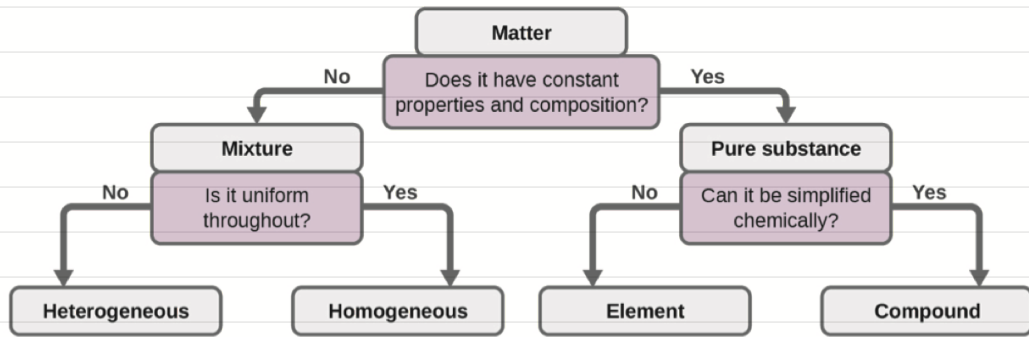 Matter
No
Does it have constant
properties and composition?
Yes
Mixture
Pure substance
No
Is it uniform
throughout?
Yes
No
Can it be simplified
chemically?
Yes
Heterogeneous
Homogeneous
Element
Compound